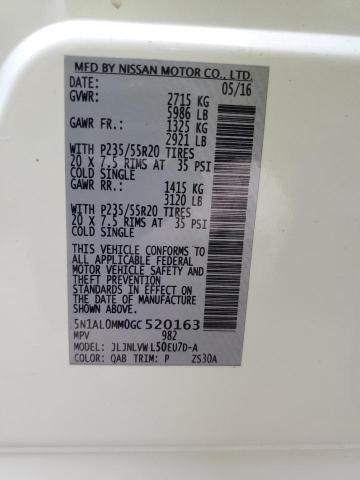 MFD BY NISSAN MOTOR CO., LTD.
DATE: 05/16
GVWR: 2715 KG
5986 LB
GAWR FR.: 1325 KG
2921 LB
WITH P235/55R20 TIRES
20 X 7.5 RIMS AT 35 PSI
COLD SINGLE
GAWR RR.: 1415 KG
3120 LB
WITH P235/55R20 TIRES
20 X 7.5 RIMS AT 35 PSI
COLD SINGLE
THIS VEHICLE CONFORMS TO
ALL APPLICABLE FEDERAL
MOTOR VEHICLE SAFETY AND
THEFT PREVENTION
STANDARDS IN EFFECT ON
THE DATE OF MANUFACTURE
SHOWN ABOVE.
5N1AL0MM0GC520163
MPV 982
MODEL: JLJNLVWL50EU7D-A
COLOR: QAB TRIM: P ZS30A